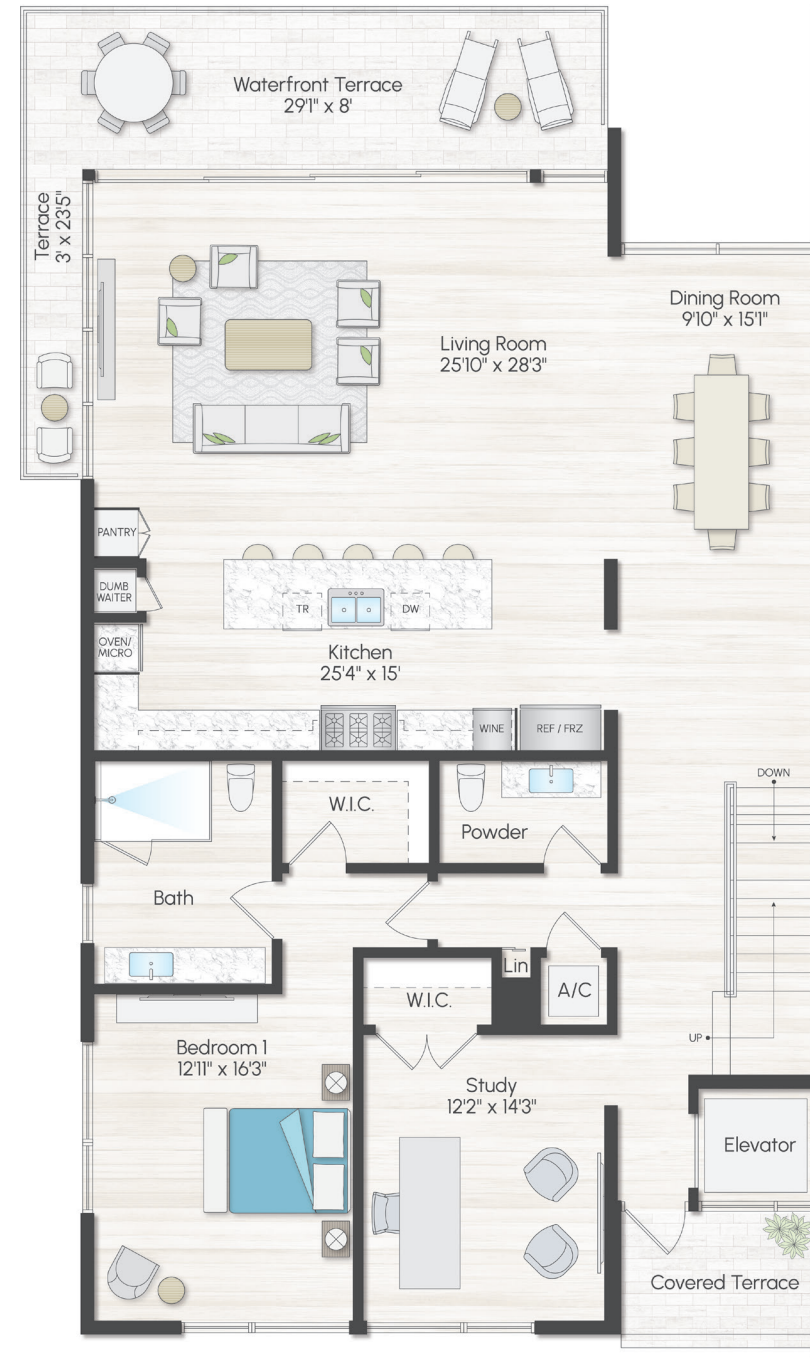 Waterfront Terrace
29'1" x 8'
Terrace
3' x 23'5"
Dining Room
9'10" x 15'1"
Living Room
25'10" x 28'3"
PANTRY
DUMB
WAITER
TR
DW
OVEN/
MICRO
Kitchen
25'4" x 15'
WINE
REF / FRZ
DOWN
W.I.C.
Powder
Bath
Lin
A/C
W.I.C.
UP
Bedroom 1
12'11" x 16'3"
Study
12'2" x 14'3"
Elevator
Covered Terrace